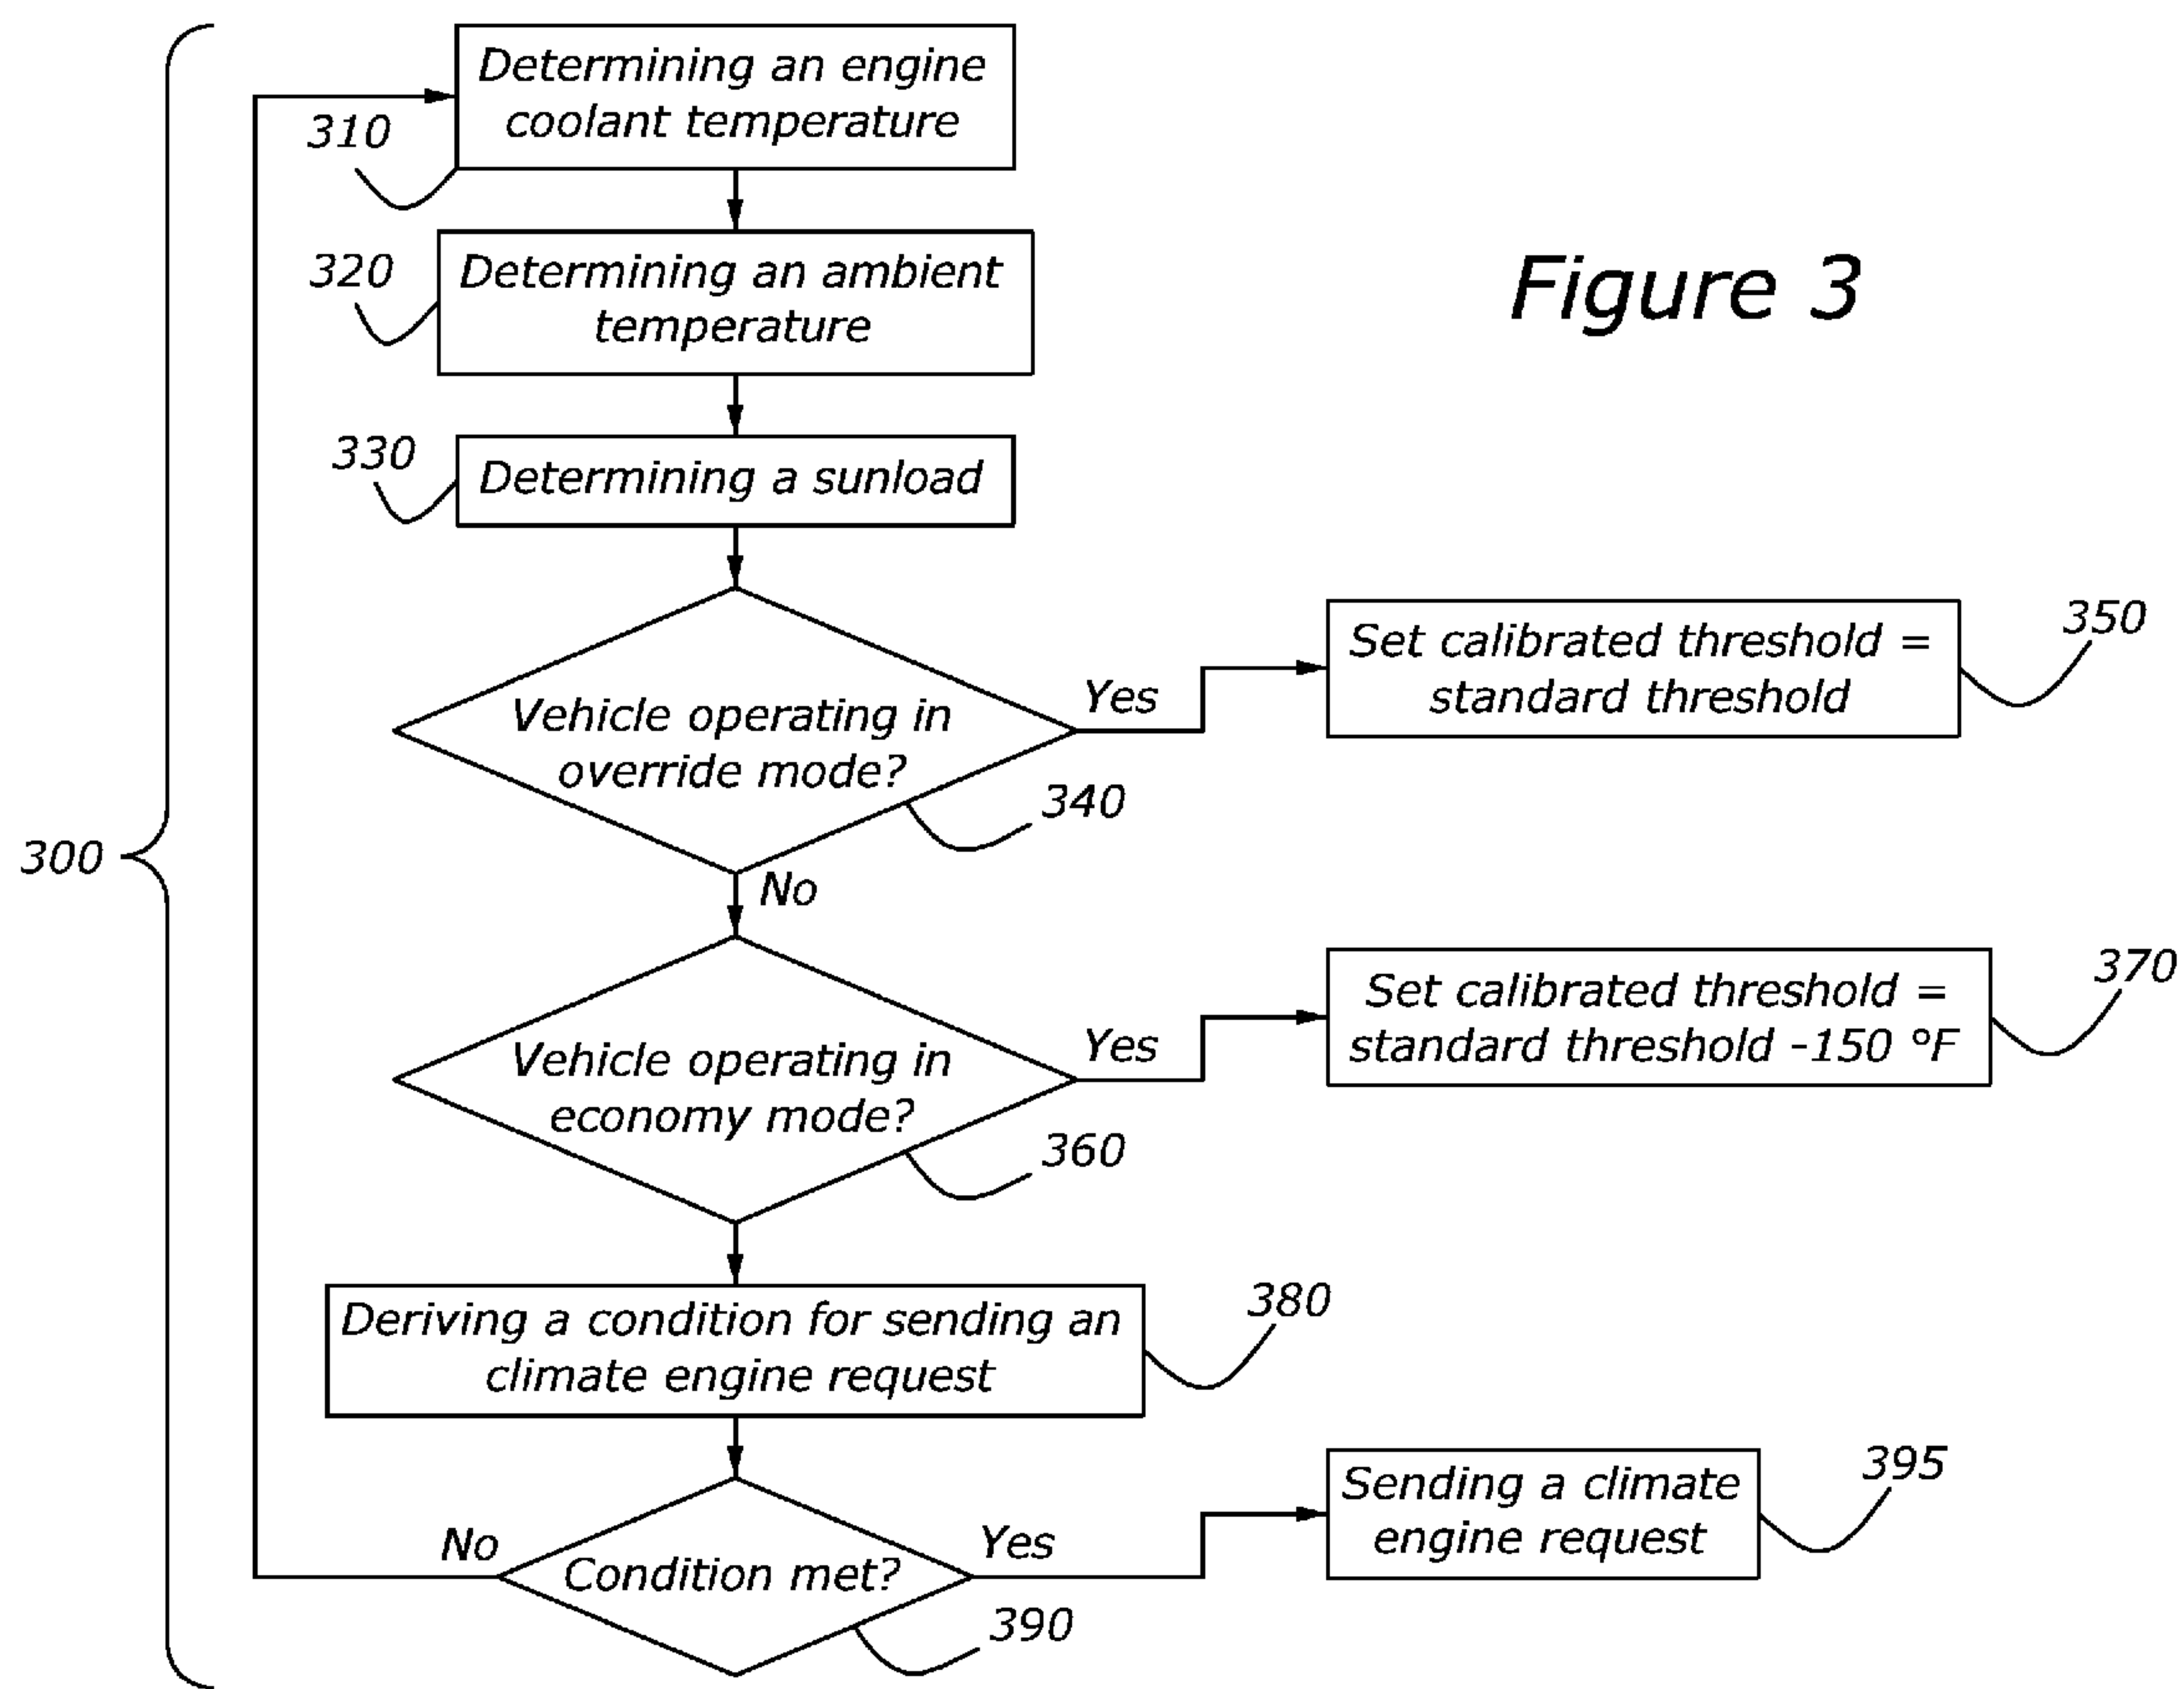 Determining an engine
coolant temperature
310
320
Determining an ambient
temperature
Figure 3
330
Determining a sunload
Set calibrated threshold =
standard threshold
350
Yes
Vehicle operating in
override mode?
340
300
No
Set calibrated threshold =
standard threshold -150 °F
370
Yes
Vehicle operating in
economy mode?
360
Deriving a condition for sending an
climate engine request
380
Sending a climate
engine request
395
No
Yes
Condition met?
390